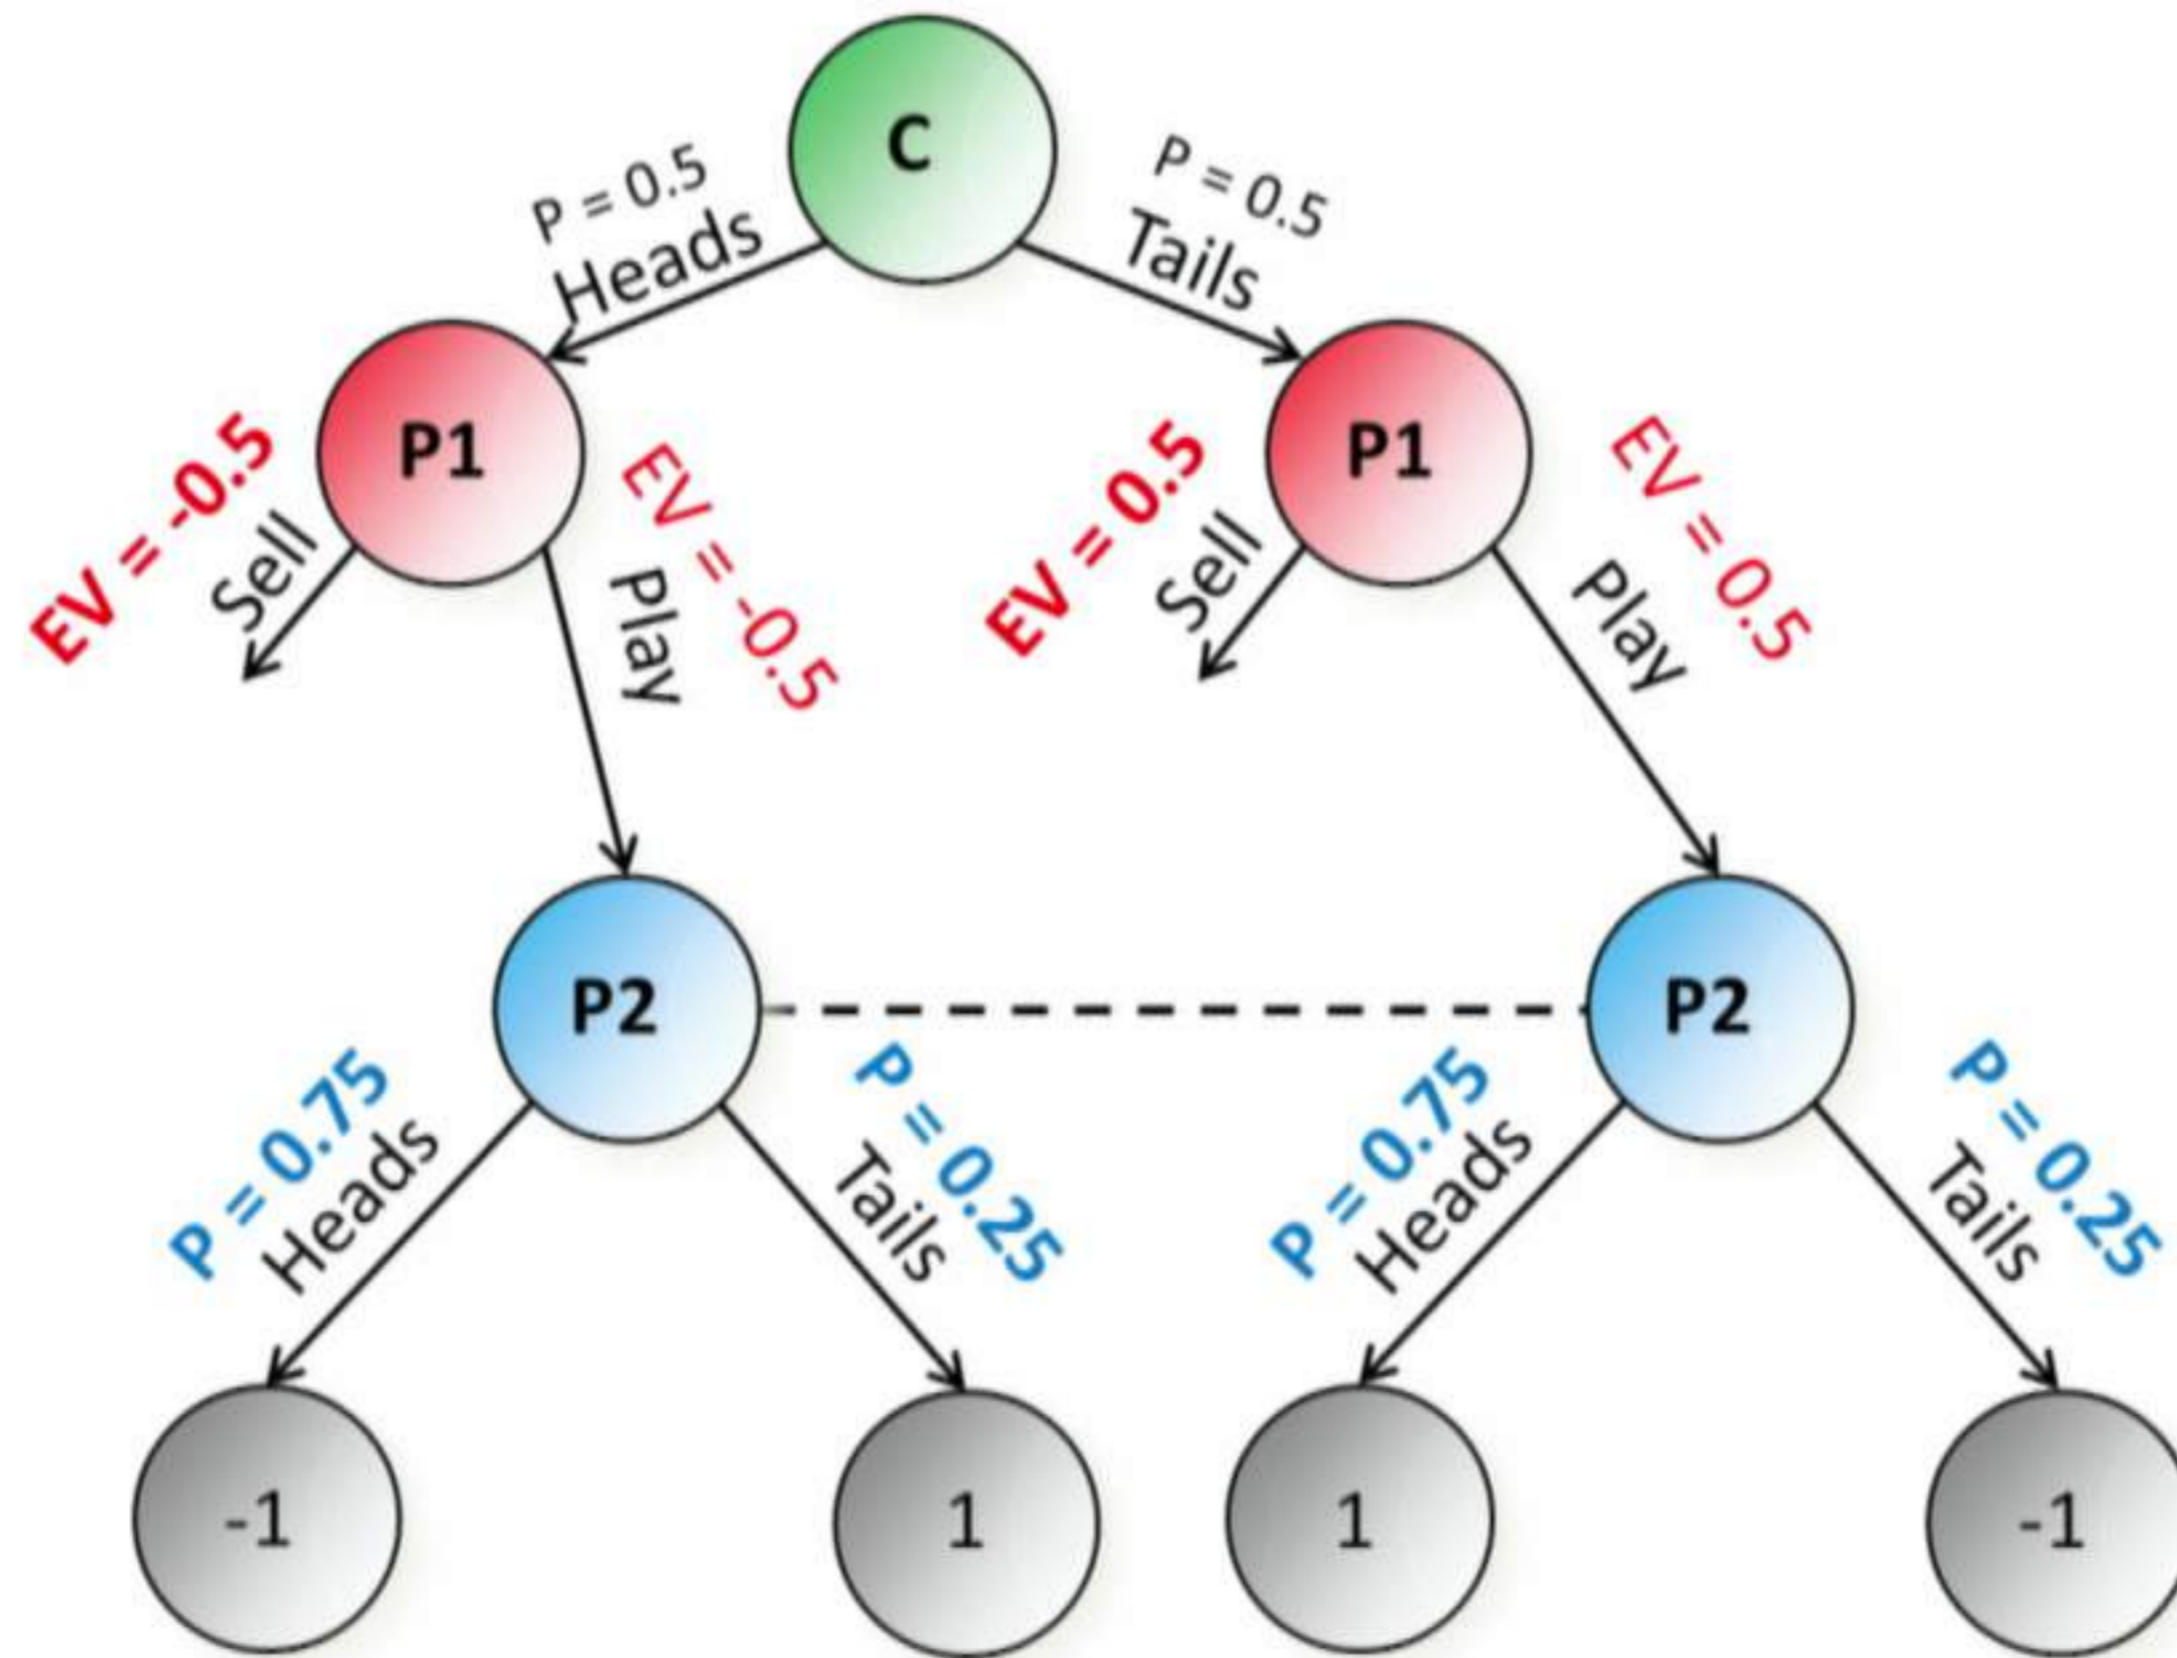 C
P = 0.5
Heads
P = 0.5
Tails
P1
P1
EV = -0.5
Sell
EV = -0.5
Play
EV = 0.5
Sell
EV = 0.5
Play
P2
P2
P = 0.75
Heads
P = 0.25
Tails
P = 0.75
Heads
P = 0.25
Tails
-1
1
1
-1